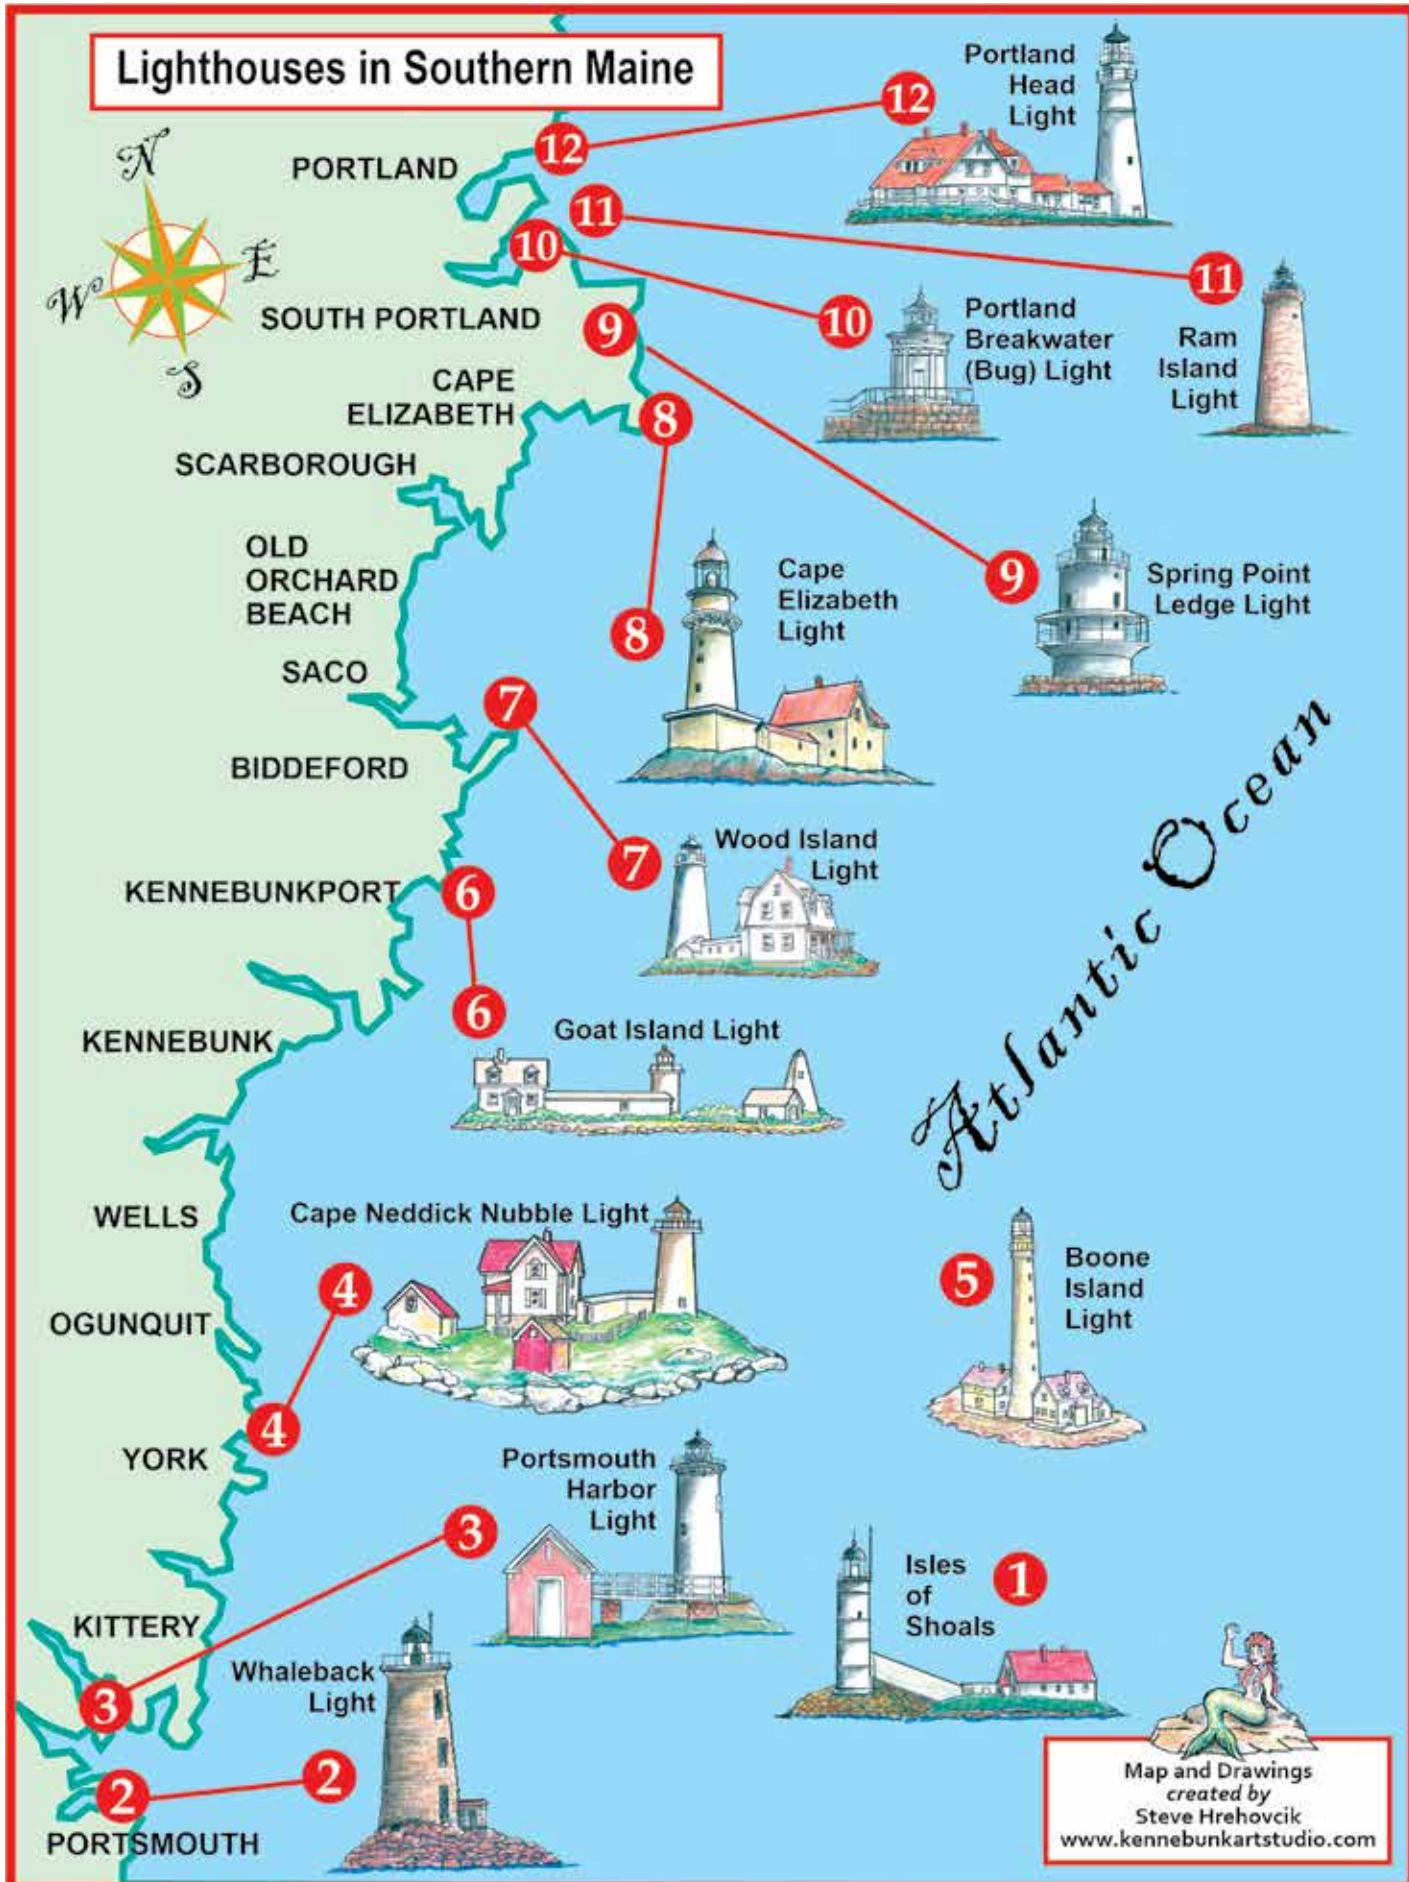 Lighthouses in Southern Maine
N
E
W
S
PORTLAND
12
12
Portland
Head
Light
11
11
Ram
Island
Light
10
10
Portland
Breakwater
(Bug) Light
SOUTH PORTLAND
9
9
Spring Point
Ledge Light
CAPE
ELIZABETH
8
8
Cape
Elizabeth
Light
SCARBOROUGH
OLD
ORCHARD
BEACH
SACO
7
7
Wood Island
Light
BIDDEFORD
KENNEBUNKPORT
6
6
Goat Island Light
Atlantic Ocean
KENNEBUNK
WELLS
Cape Neddick Nubble Light
4
4
5
Boone
Island
Light
OGUNQUIT
YORK
Portsmouth
Harbor
Light
3
3
Isles
of
Shoals
1
KITTERY
Whaleback
Light
2
2
PORTSMOUTH
Map and Drawings
created by
Steve Hrehovcik
www.kennebunkartstudio.com